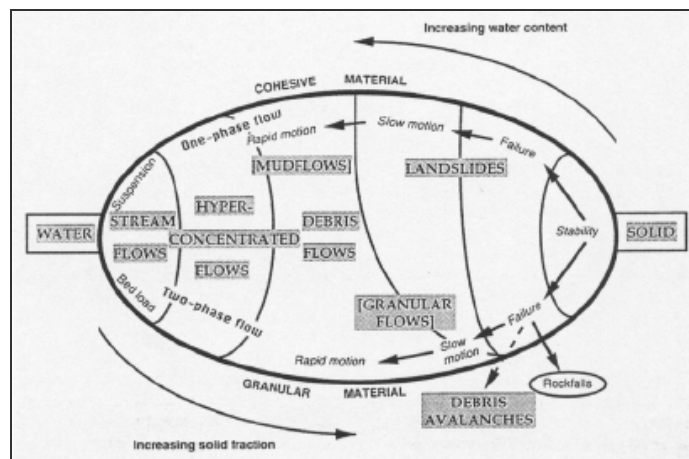 Increasing water content
COHESIVE MATERIAL
One-phase flow
Rapid motion
Slow motion
Failure
[MUDFLOWS]
LANDSLIDES
Suspension
HYPER-
STREAM
DEBRIS
WATER
CONCENTRATED
Stability
SOLID
FLOWS
FLOWS
FLOWS
Bed load
Two-phase flow
[GRANULAR
FLOWS]
Failure
Slow
motion
Rapid motion
GRANULAR MATERIAL
Rockfalls
DEBRIS
AVALANCHES
Increasing solid fraction